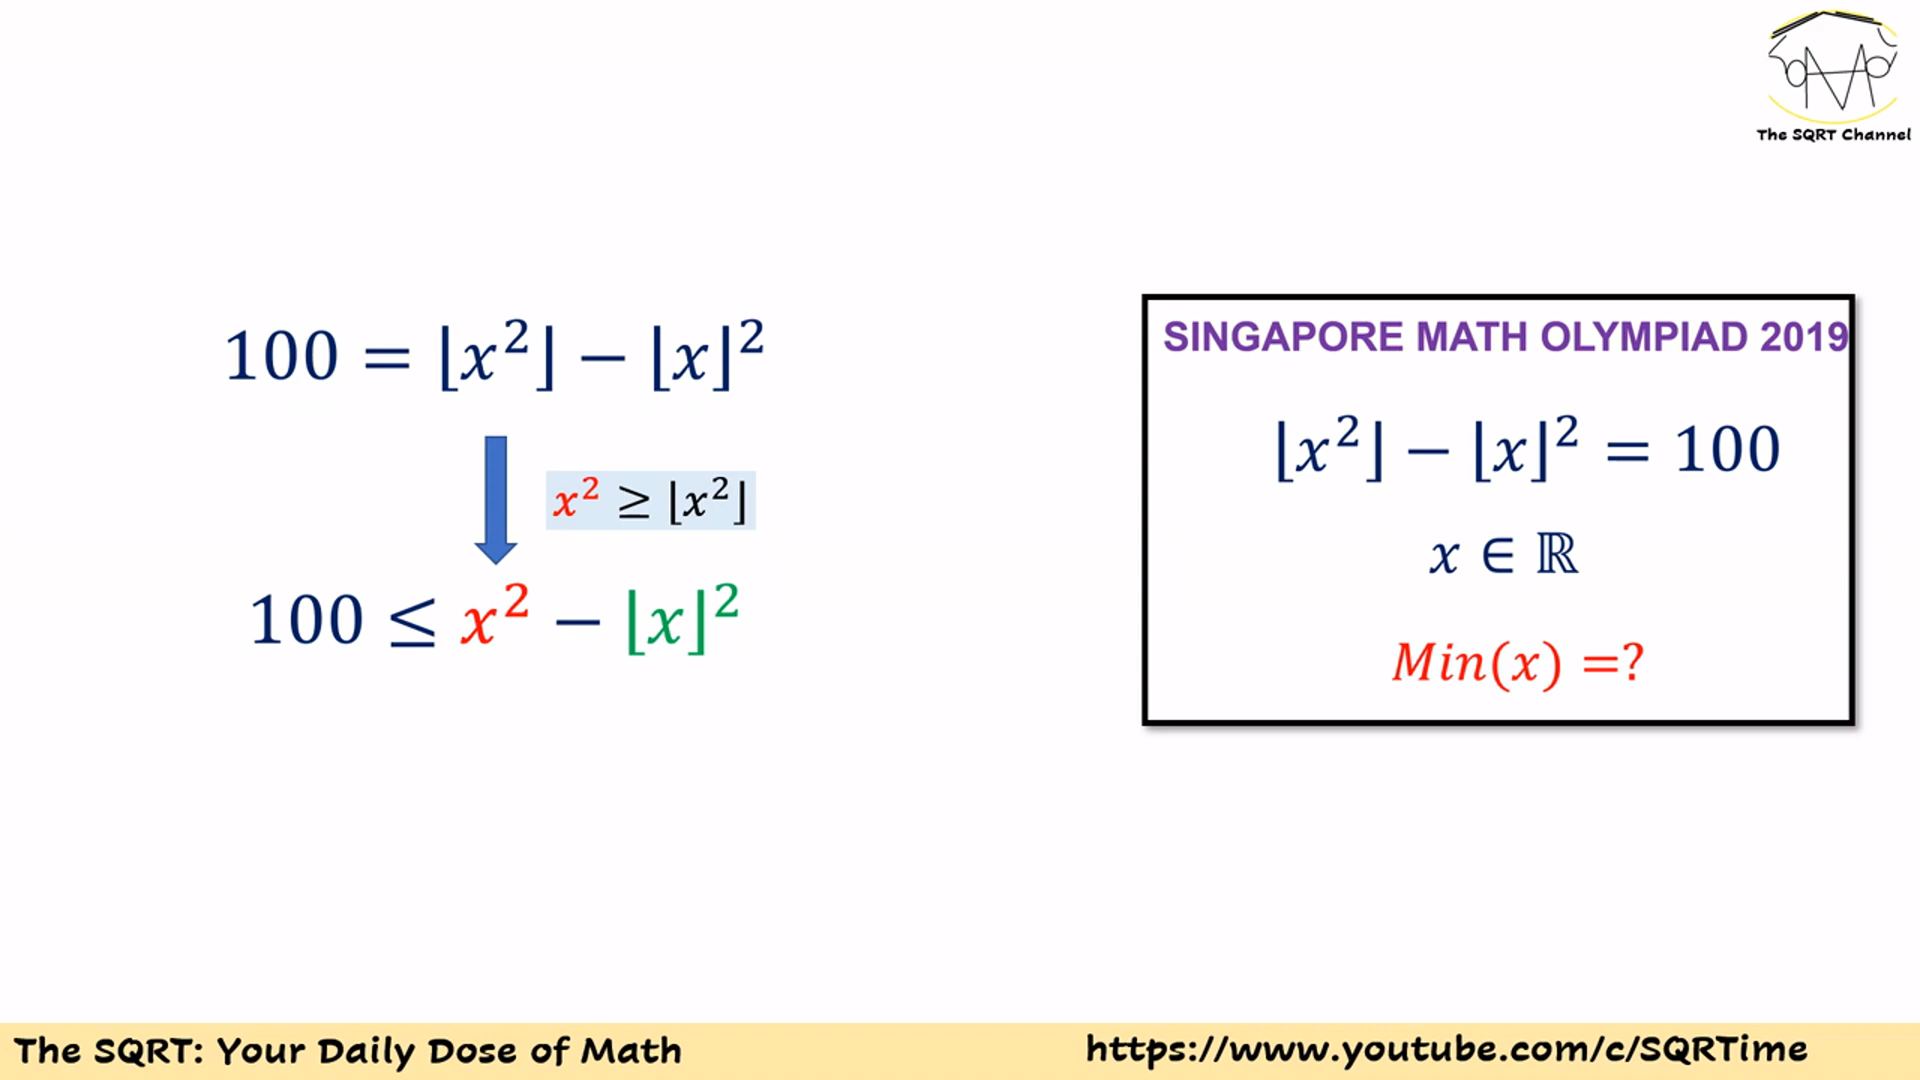 The SQRT Channel
100 = ⌊x²⌋ − ⌊x⌋²
x² ≥ ⌊x²⌋
100 ≤ x² − ⌊x⌋²
SINGAPORE MATH OLYMPIAD 2019
⌊x²⌋ − ⌊x⌋² = 100
x ∈ ℝ
Min(x) =?
The SQRT: Your Daily Dose of Math
https://www.youtube.com/c/SQRTime